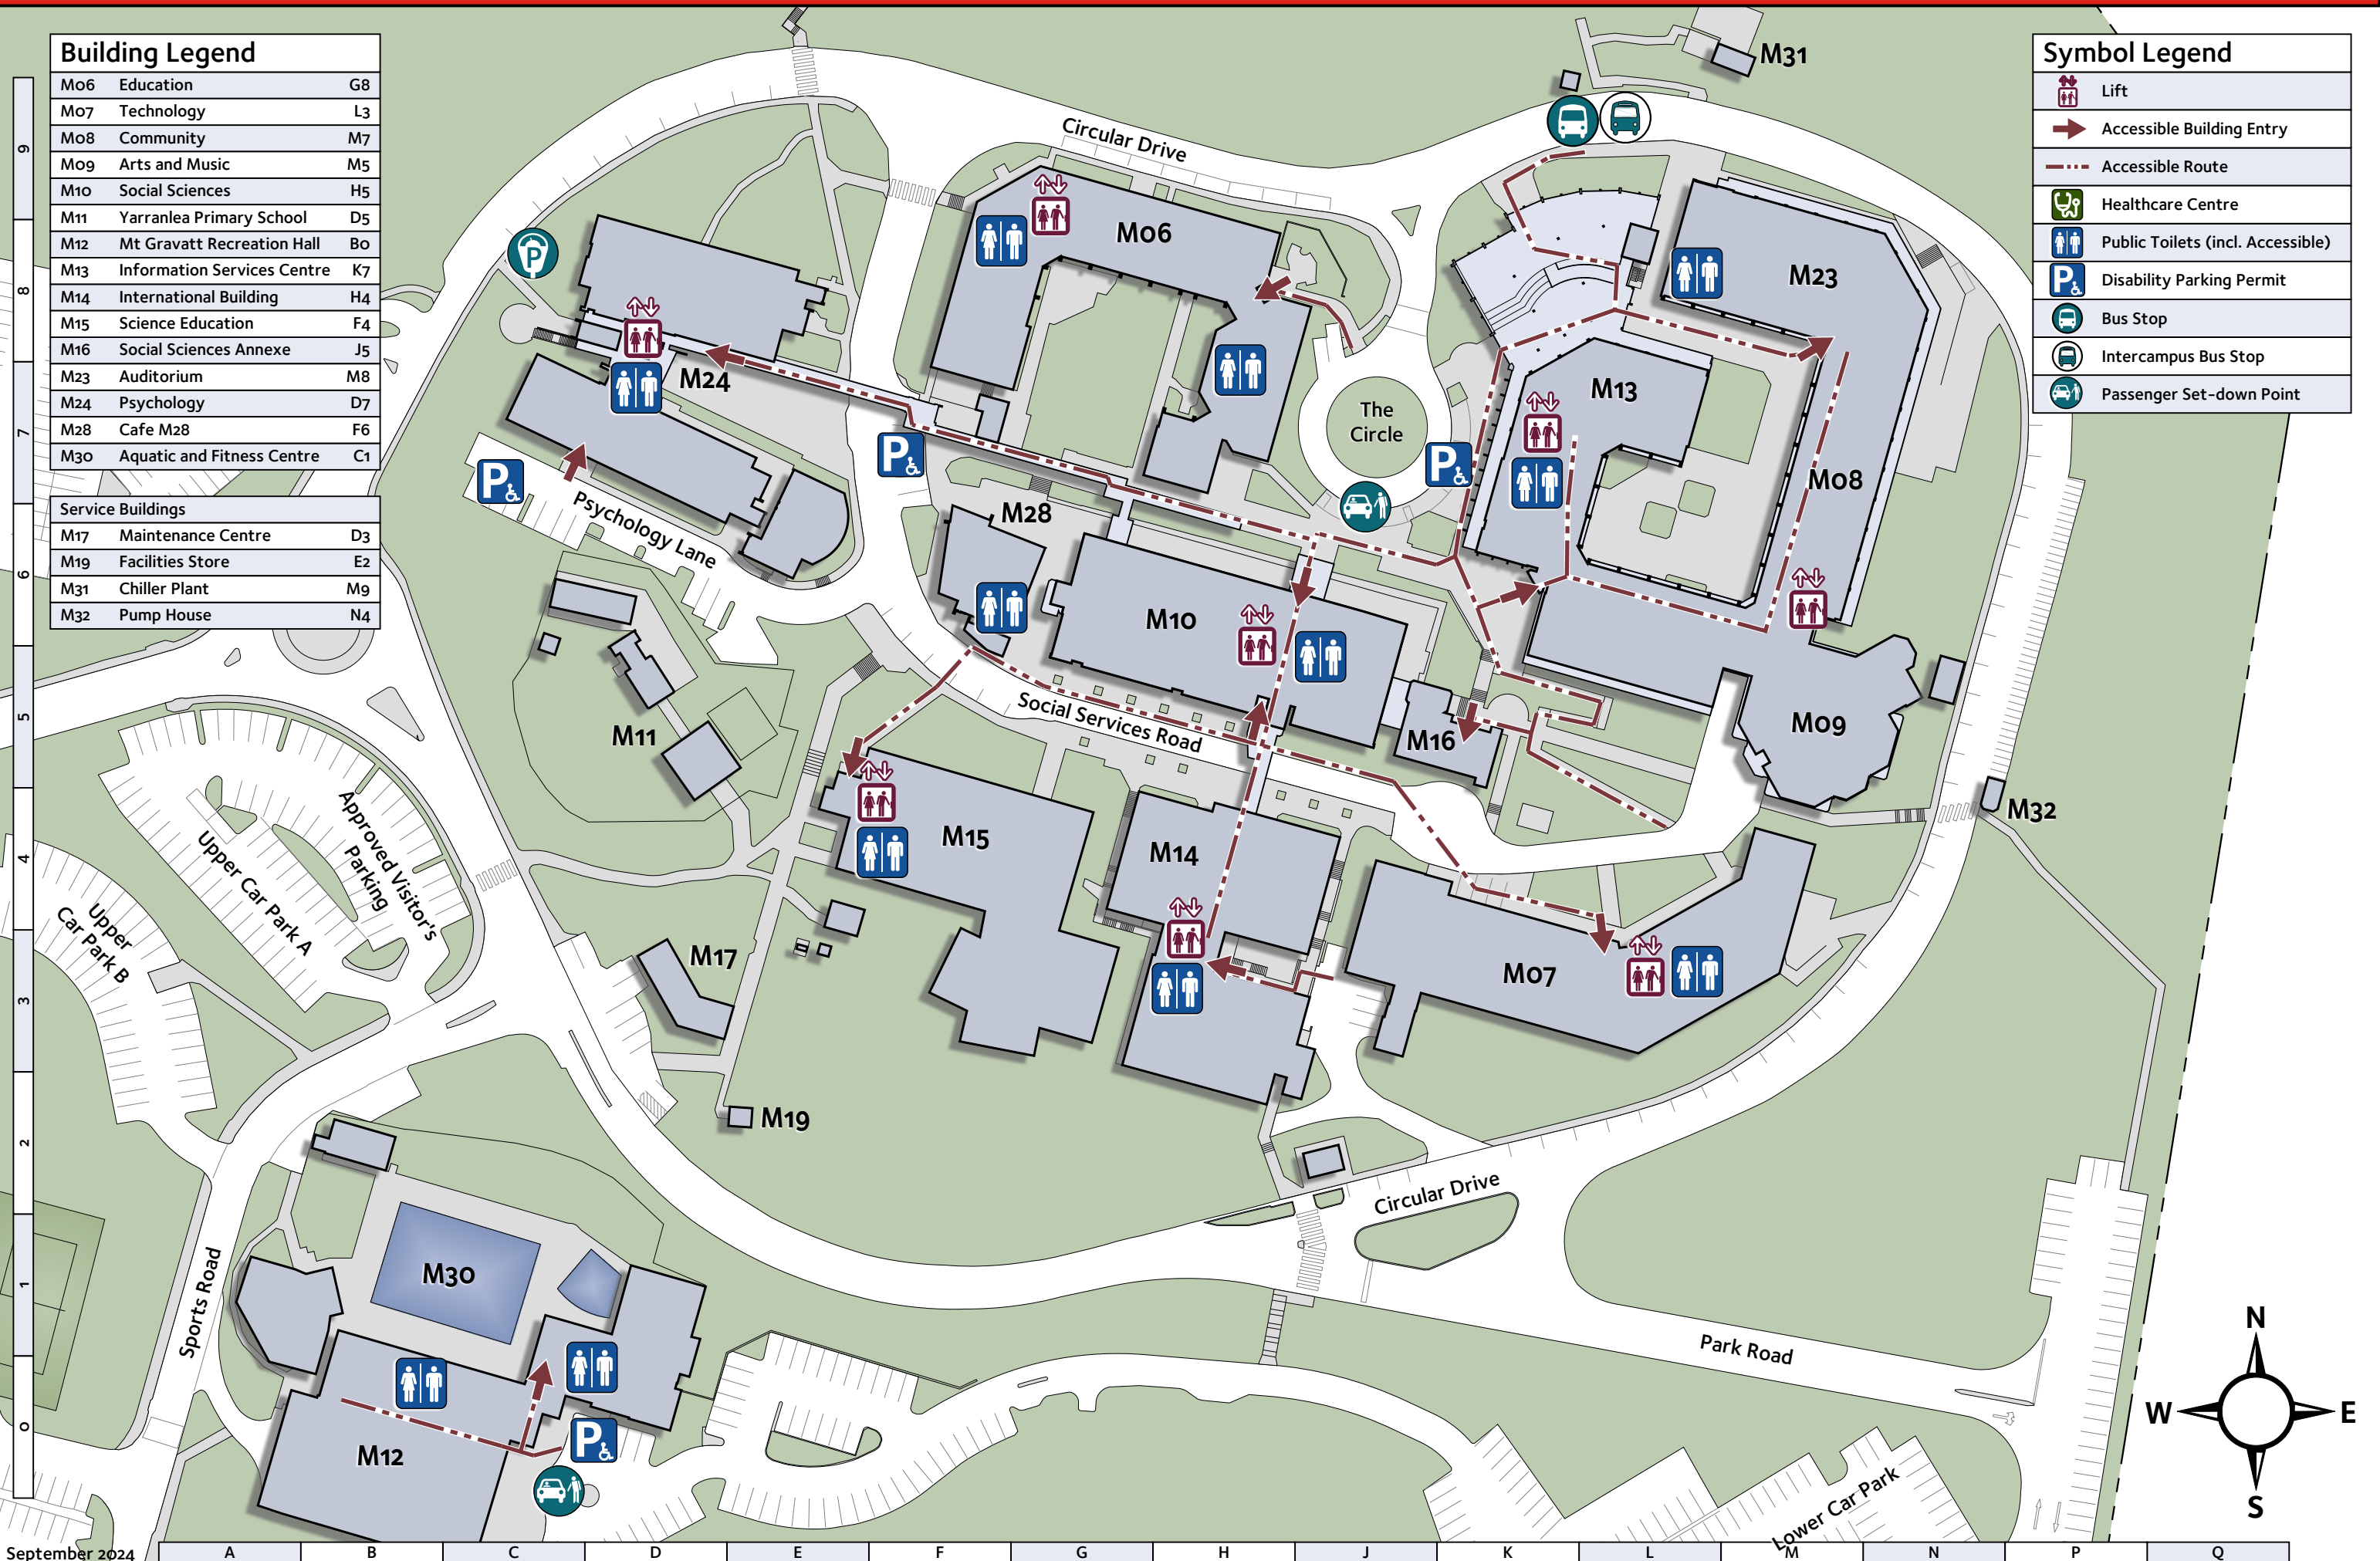 Building Legend
M06 Education G8
M07 Technology L3
M08 Community M7
M09 Arts and Music M5
M10 Social Sciences H5
M11 Yarranlea Primary School D5
M12 Mt Gravatt Recreation Hall B0
M13 Information Services Centre K7
M14 International Building H4
M15 Science Education F4
M16 Social Sciences Annexe J5
M23 Auditorium M8
M24 Psychology D7
M28 Cafe M28 F6
M30 Aquatic and Fitness Centre C1
Service Buildings
M17 Maintenance Centre D3
M19 Facilities Store E2
M31 Chiller Plant M9
M32 Pump House N4
Symbol Legend
Lift
Accessible Building Entry
Accessible Route
Healthcare Centre
Public Toilets (incl. Accessible)
P Disability Parking Permit
Bus Stop
Intercampus Bus Stop
Passenger Set-down Point
M31
Circular Drive
M06
M23
P
M24
M13
The
Circle
P
P
P
M08
M28
Psychology Lane
M10
M11
Social Services Road
M16
M09
M32
Approved Visitor's
Parking
Upper Car Park A
Upper
Car Park B
M15
M14
M17
M07
M19
Circular Drive
Sports Road
M30
Park Road
M12
P
Lower Car Park
N
W E
S
9
8
7
6
5
4
3
2
1
0
September 2024
A B C D E F G H J K L M N P Q